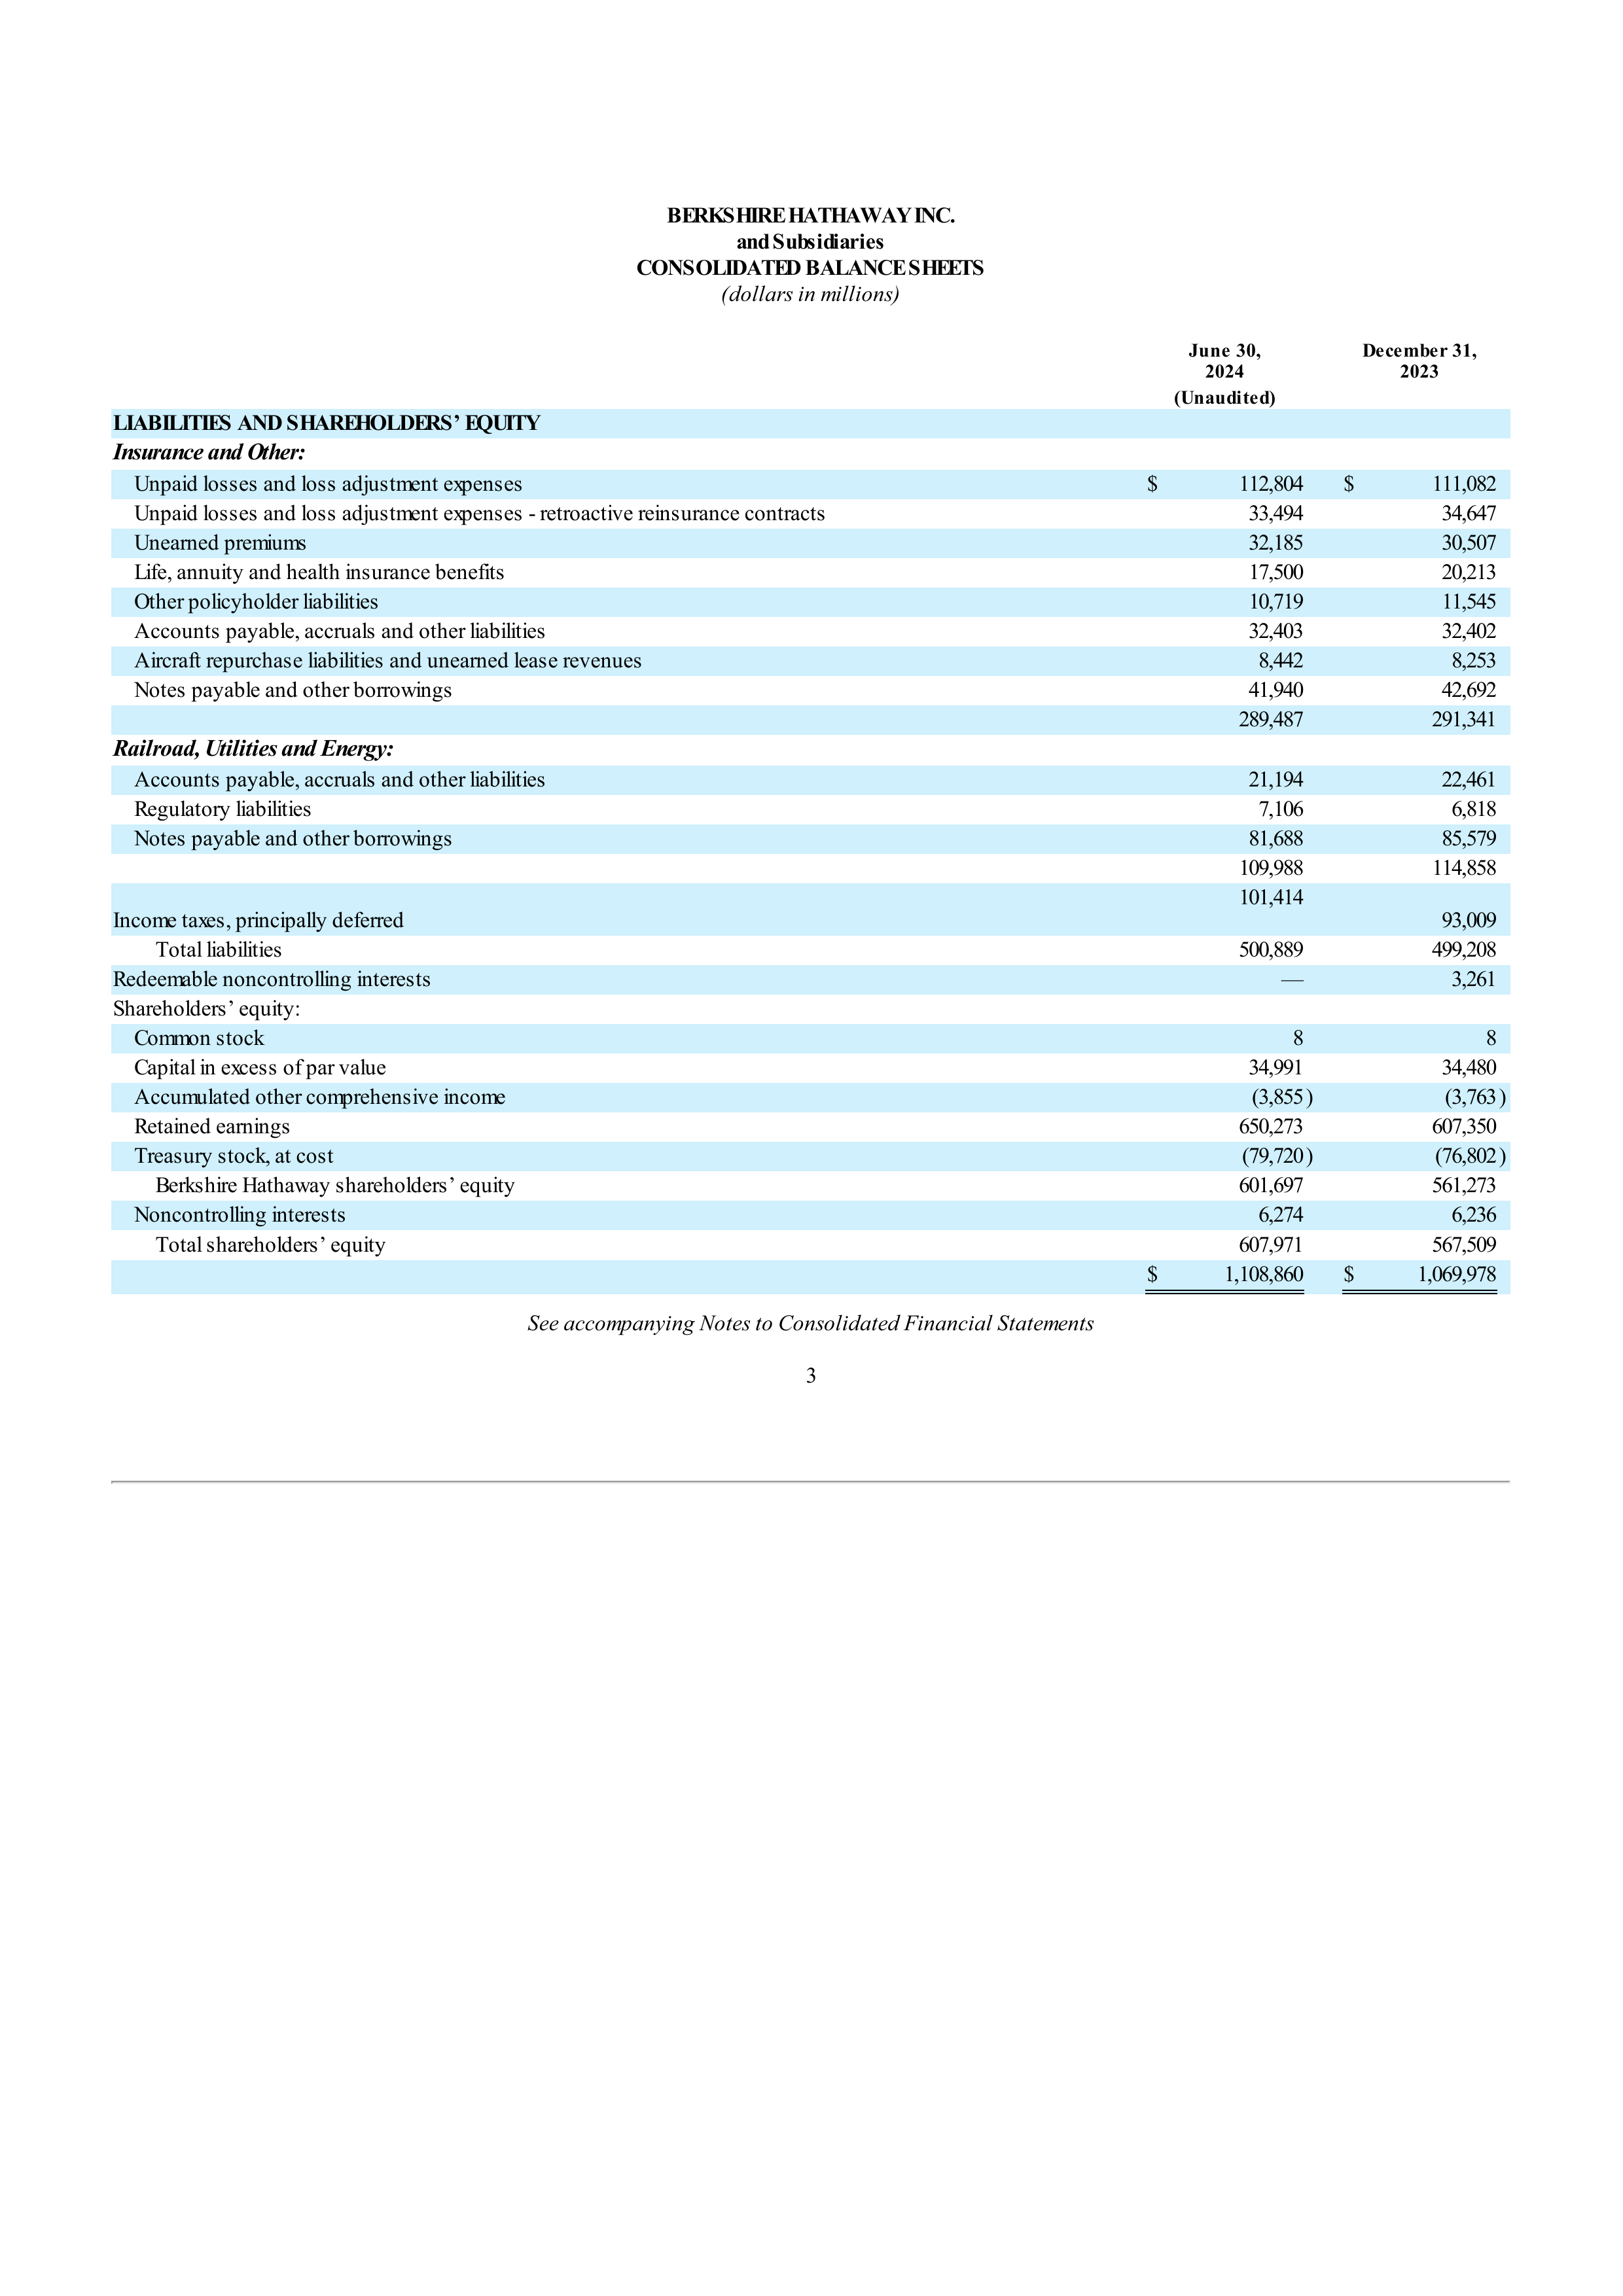 BERKSHIRE HATHAWAY INC.
and Subsidiaries
CONSOLIDATED BALANCE SHEETS
(dollars in millions)
June 30, 2024 December 31, 2023
(Unaudited)
LIABILITIES AND SHAREHOLDERS’ EQUITY
Insurance and Other:
Unpaid losses and loss adjustment expenses $ 112,804 $ 111,082
Unpaid losses and loss adjustment expenses - retroactive reinsurance contracts 33,494 34,647
Unearned premiums 32,185 30,507
Life, annuity and health insurance benefits 17,500 20,213
Other policyholder liabilities 10,719 11,545
Accounts payable, accruals and other liabilities 32,403 32,402
Aircraft repurchase liabilities and unearned lease revenues 8,442 8,253
Notes payable and other borrowings 41,940 42,692
289,487 291,341
Railroad, Utilities and Energy:
Accounts payable, accruals and other liabilities 21,194 22,461
Regulatory liabilities 7,106 6,818
Notes payable and other borrowings 81,688 85,579
109,988 114,858
Income taxes, principally deferred 101,414 93,009
Total liabilities 500,889 499,208
Redeemable noncontrolling interests — 3,261
Shareholders’ equity:
Common stock 8 8
Capital in excess of par value 34,991 34,480
Accumulated other comprehensive income (3,855) (3,763)
Retained earnings 650,273 607,350
Treasury stock, at cost (79,720) (76,802)
Berkshire Hathaway shareholders’ equity 601,697 561,273
Noncontrolling interests 6,274 6,236
Total shareholders’ equity 607,971 567,509
$ 1,108,860 $ 1,069,978
See accompanying Notes to Consolidated Financial Statements
3